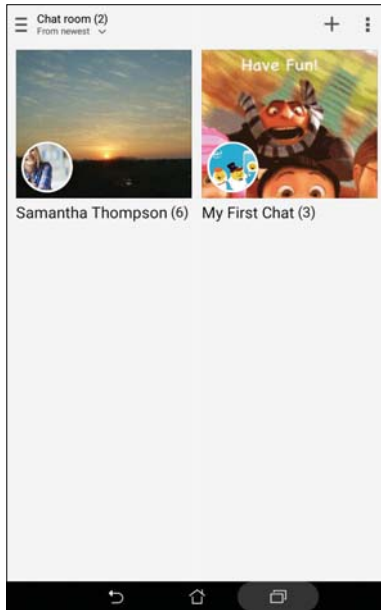 Chat room (2)
From newest
Have Fun!
Samantha Thompson (6)
My First Chat (3)